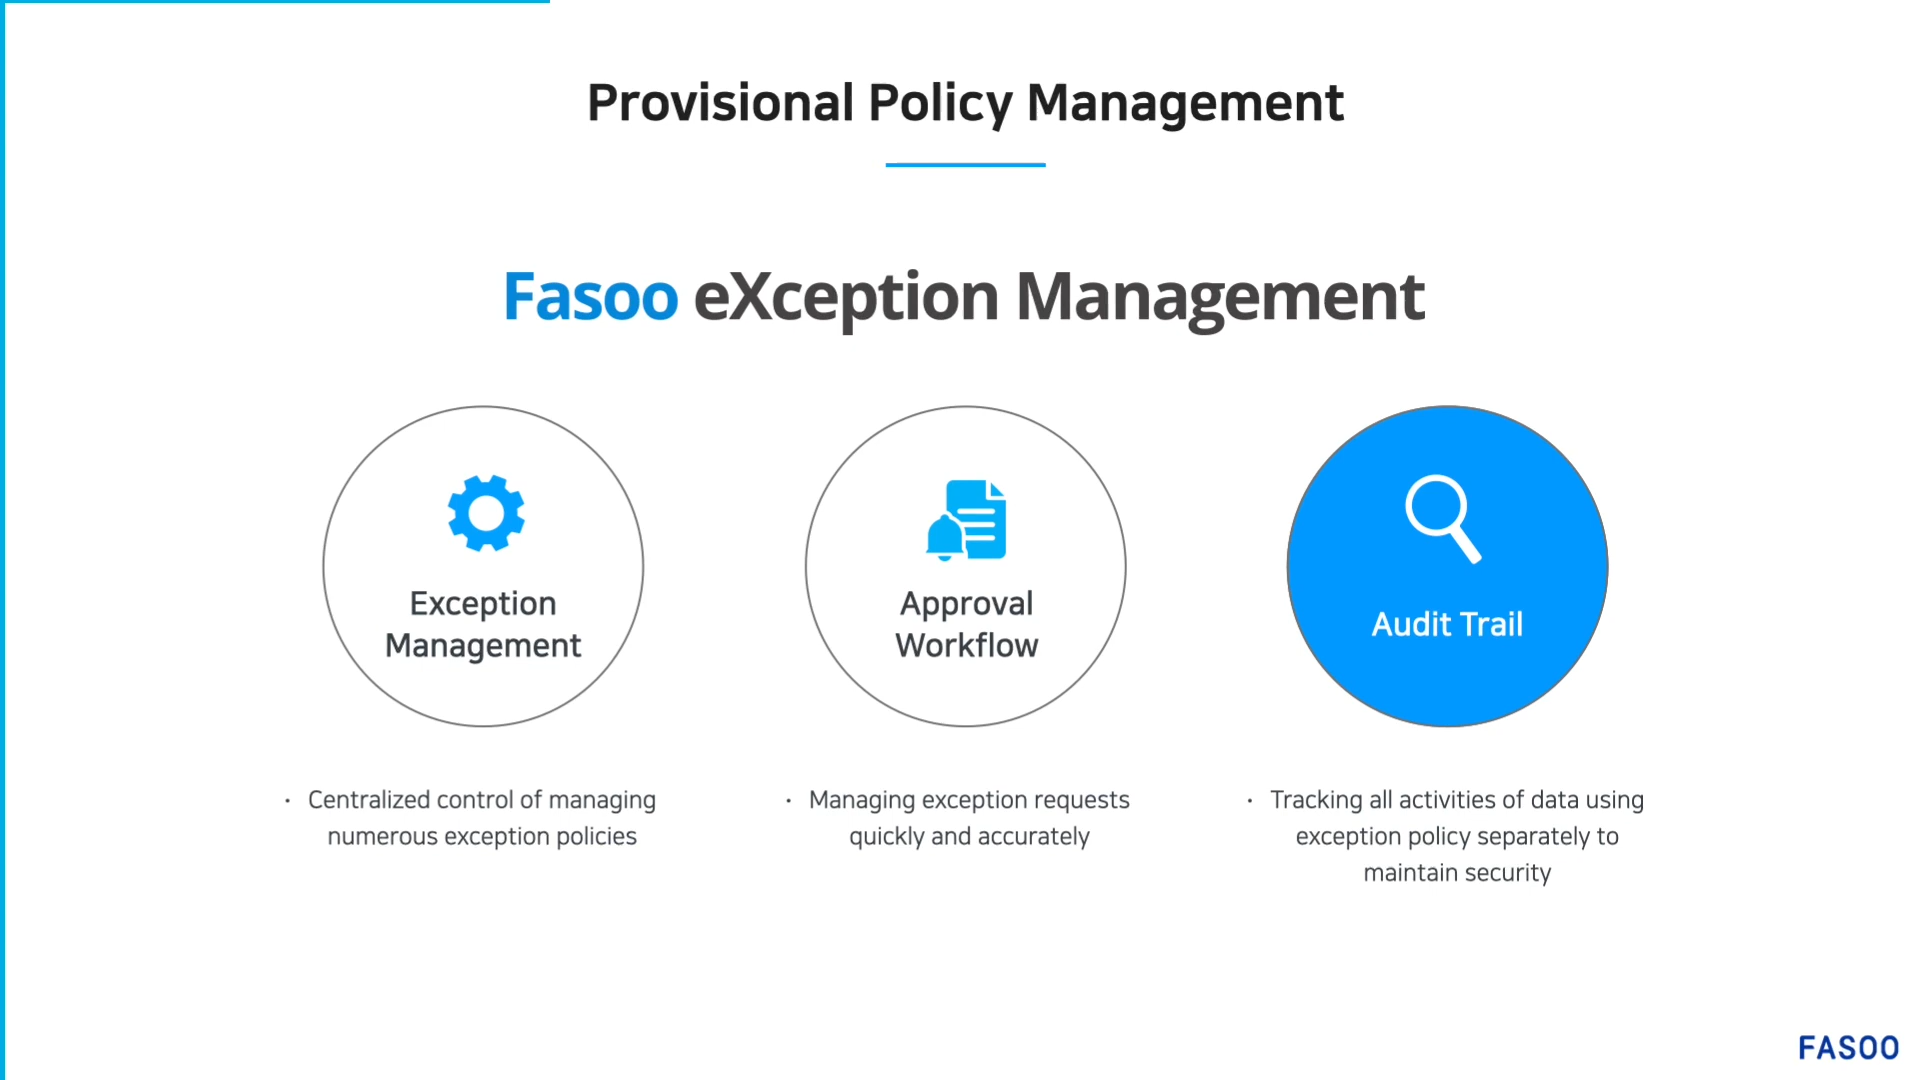 Provisional Policy Management
Fasoo eXception Management
Exception
Management
Approval
Workflow
Audit Trail
· Centralized control of managing
numerous exception policies
· Managing exception requests
quickly and accurately
· Tracking all activities of data using
exception policy separately to
maintain security
FASOO